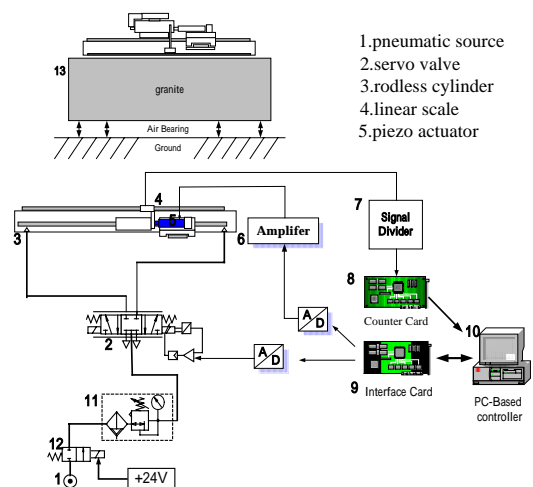 13
granite
Air Bearing
Ground
1.pneumatic source
2.servo valve
3.rodless cylinder
4.linear scale
5.piezo actuator
4
5
3
6
Amplifer
7
Signal
Divider
8
Counter Card
A
D
A
D
9
Interface Card
10
PC-Based
controller
2
11
12
1
+24V